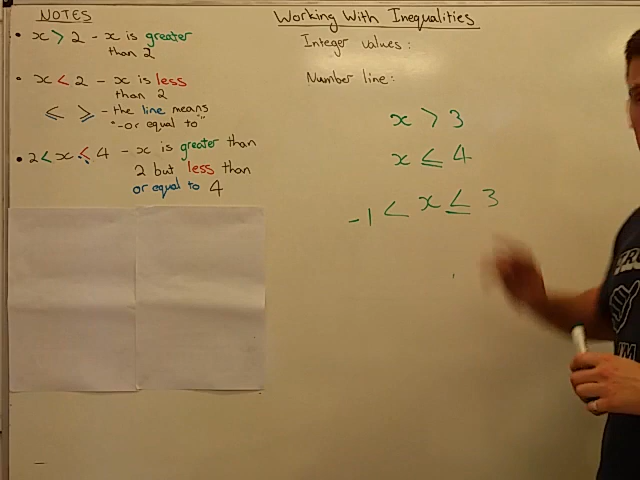 NOTES
• x > 2 - x is greater
than 2
• x < 2 - x is less
than 2
≤ ≥ - the line means
"-or equal to"
• 2 < x ≤ 4 - x is greater than
2 but less than
or equal to 4
Working With Inequalities
Integer values:
Number line:
x > 3
x ≤ 4
-1 < x ≤ 3